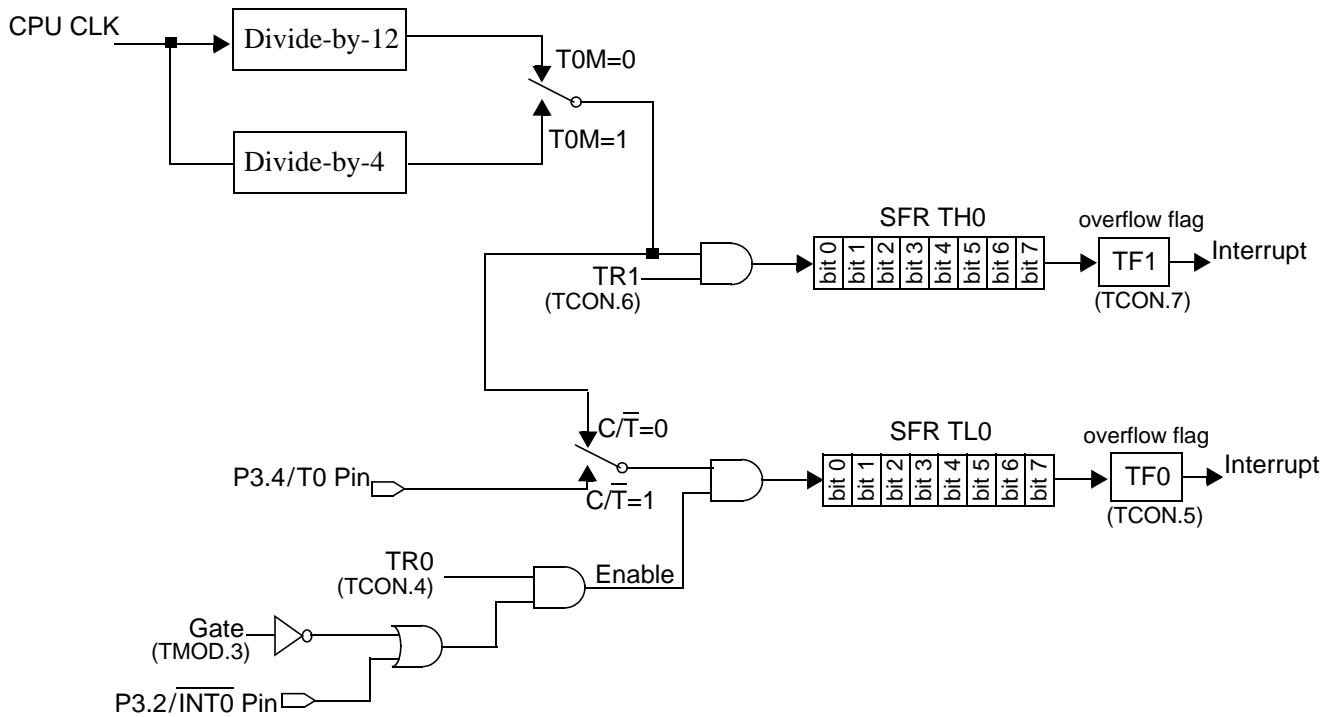 CPU CLK
Divide-by-12
T0M=0
T0M=1
Divide-by-4
SFR TH0
overflow flag
bit 0 bit 1 bit 2 bit 3 bit 4 bit 5 bit 6 bit 7
TF1
Interrupt
TR1
(TCON.6)
(TCON.7)
C/T̅=0
SFR TL0
overflow flag
P3.4/T0 Pin
bit 0 bit 1 bit 2 bit 3 bit 4 bit 5 bit 6 bit 7
TF0
Interrupt
C/T̅=1
(TCON.5)
TR0
(TCON.4)
Enable
Gate
(TMOD.3)
P3.2/I̅N̅T̅0̅ Pin